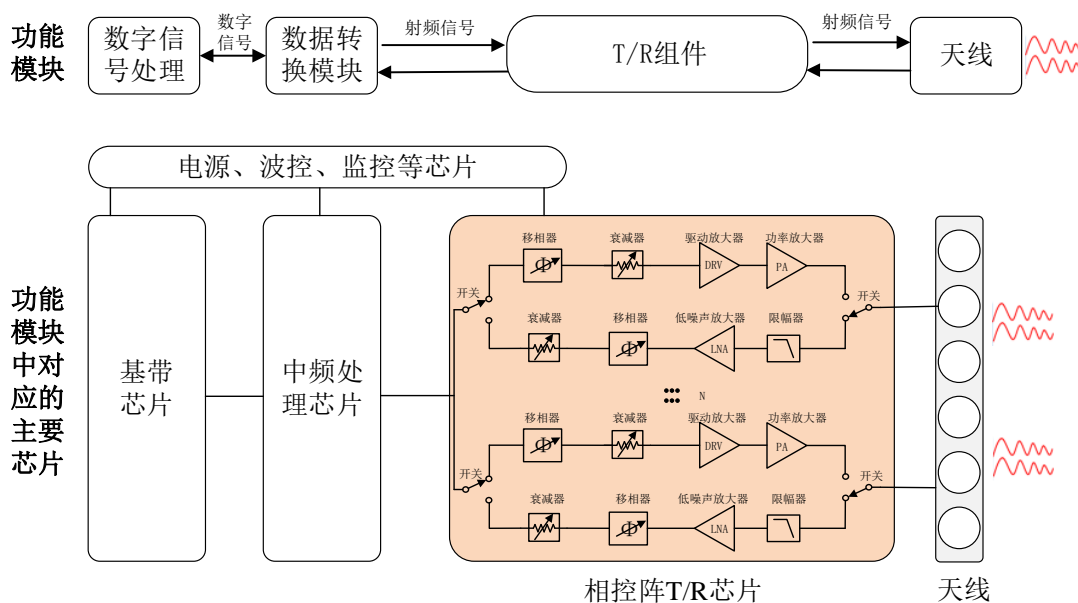 功能
模块
数字信
号处理
数字
信号
数据转
换模块
射频信号
T/R组件
射频信号
天线
电源、波控、监控等芯片
功能
模块
中对
应的
主要
芯片
基带
芯片
中频处
理芯片
移相器
衰减器
驱动放大器
功率放大器
Φ
DRV
PA
开关
开关
衰减器
移相器
低噪声放大器
限幅器
Φ
LNA
N
移相器
衰减器
驱动放大器
功率放大器
Φ
DRV
PA
开关
开关
衰减器
移相器
低噪声放大器
限幅器
Φ
LNA
相控阵T/R芯片
天线